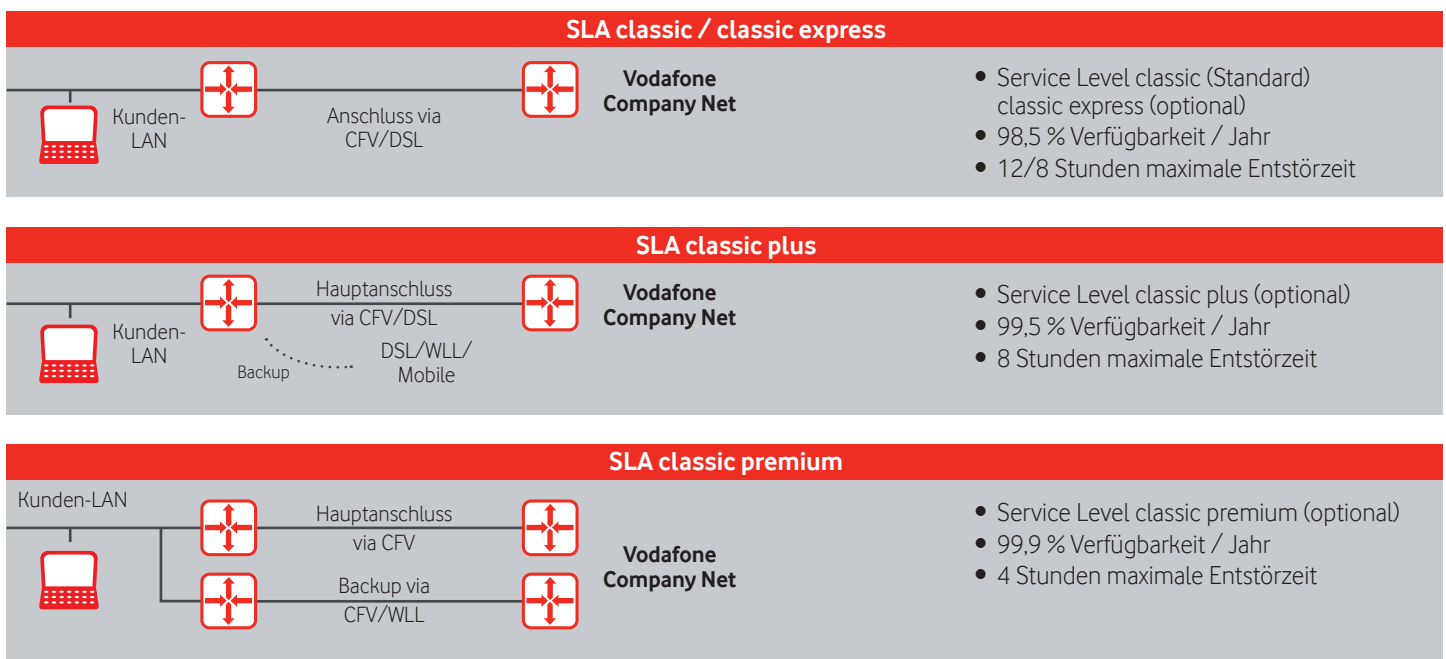 SLA classic / classic express
Kunden-
LAN
Anschluss via
CFV/DSL
Vodafone
Company Net
• Service Level classic (Standard)
classic express (optional)
• 98,5 % Verfügbarkeit / Jahr
• 12/8 Stunden maximale Entstörzeit
SLA classic plus
Kunden-
LAN
Hauptanschluss
via CFV/DSL
Backup
DSL/WLL/
Mobile
Vodafone
Company Net
• Service Level classic plus (optional)
• 99,5 % Verfügbarkeit / Jahr
• 8 Stunden maximale Entstörzeit
SLA classic premium
Kunden-LAN
Hauptanschluss
via CFV
Backup via
CFV/WLL
Vodafone
Company Net
• Service Level classic premium (optional)
• 99,9 % Verfügbarkeit / Jahr
• 4 Stunden maximale Entstörzeit